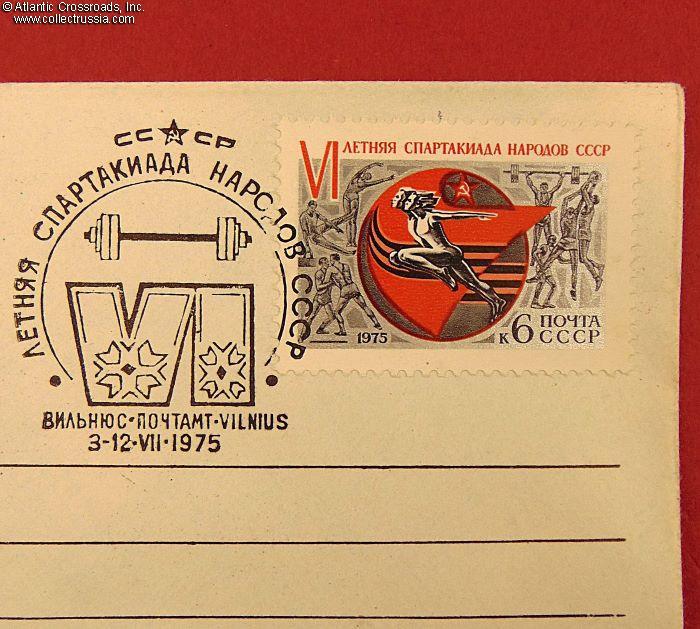 © Atlantic Crossroads, Inc.
www.collectrussia.com
СССР
ЛЕТНЯЯ СПАРТАКИАДА НАРОДОВ СССР
VI
ВИЛЬНЮС·ПОЧТАМТ·VILNIUS
3-12·VII·1975
VI ЛЕТНЯЯ СПАРТАКИАДА НАРОДОВ СССР
1975
К 6 ПОЧТА
СССР